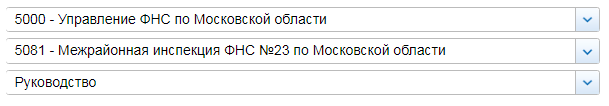 5000 - Управление ФНС по Московской области
5081 - Межрайонная инспекция ФНС №23 по Московской области
Руководство